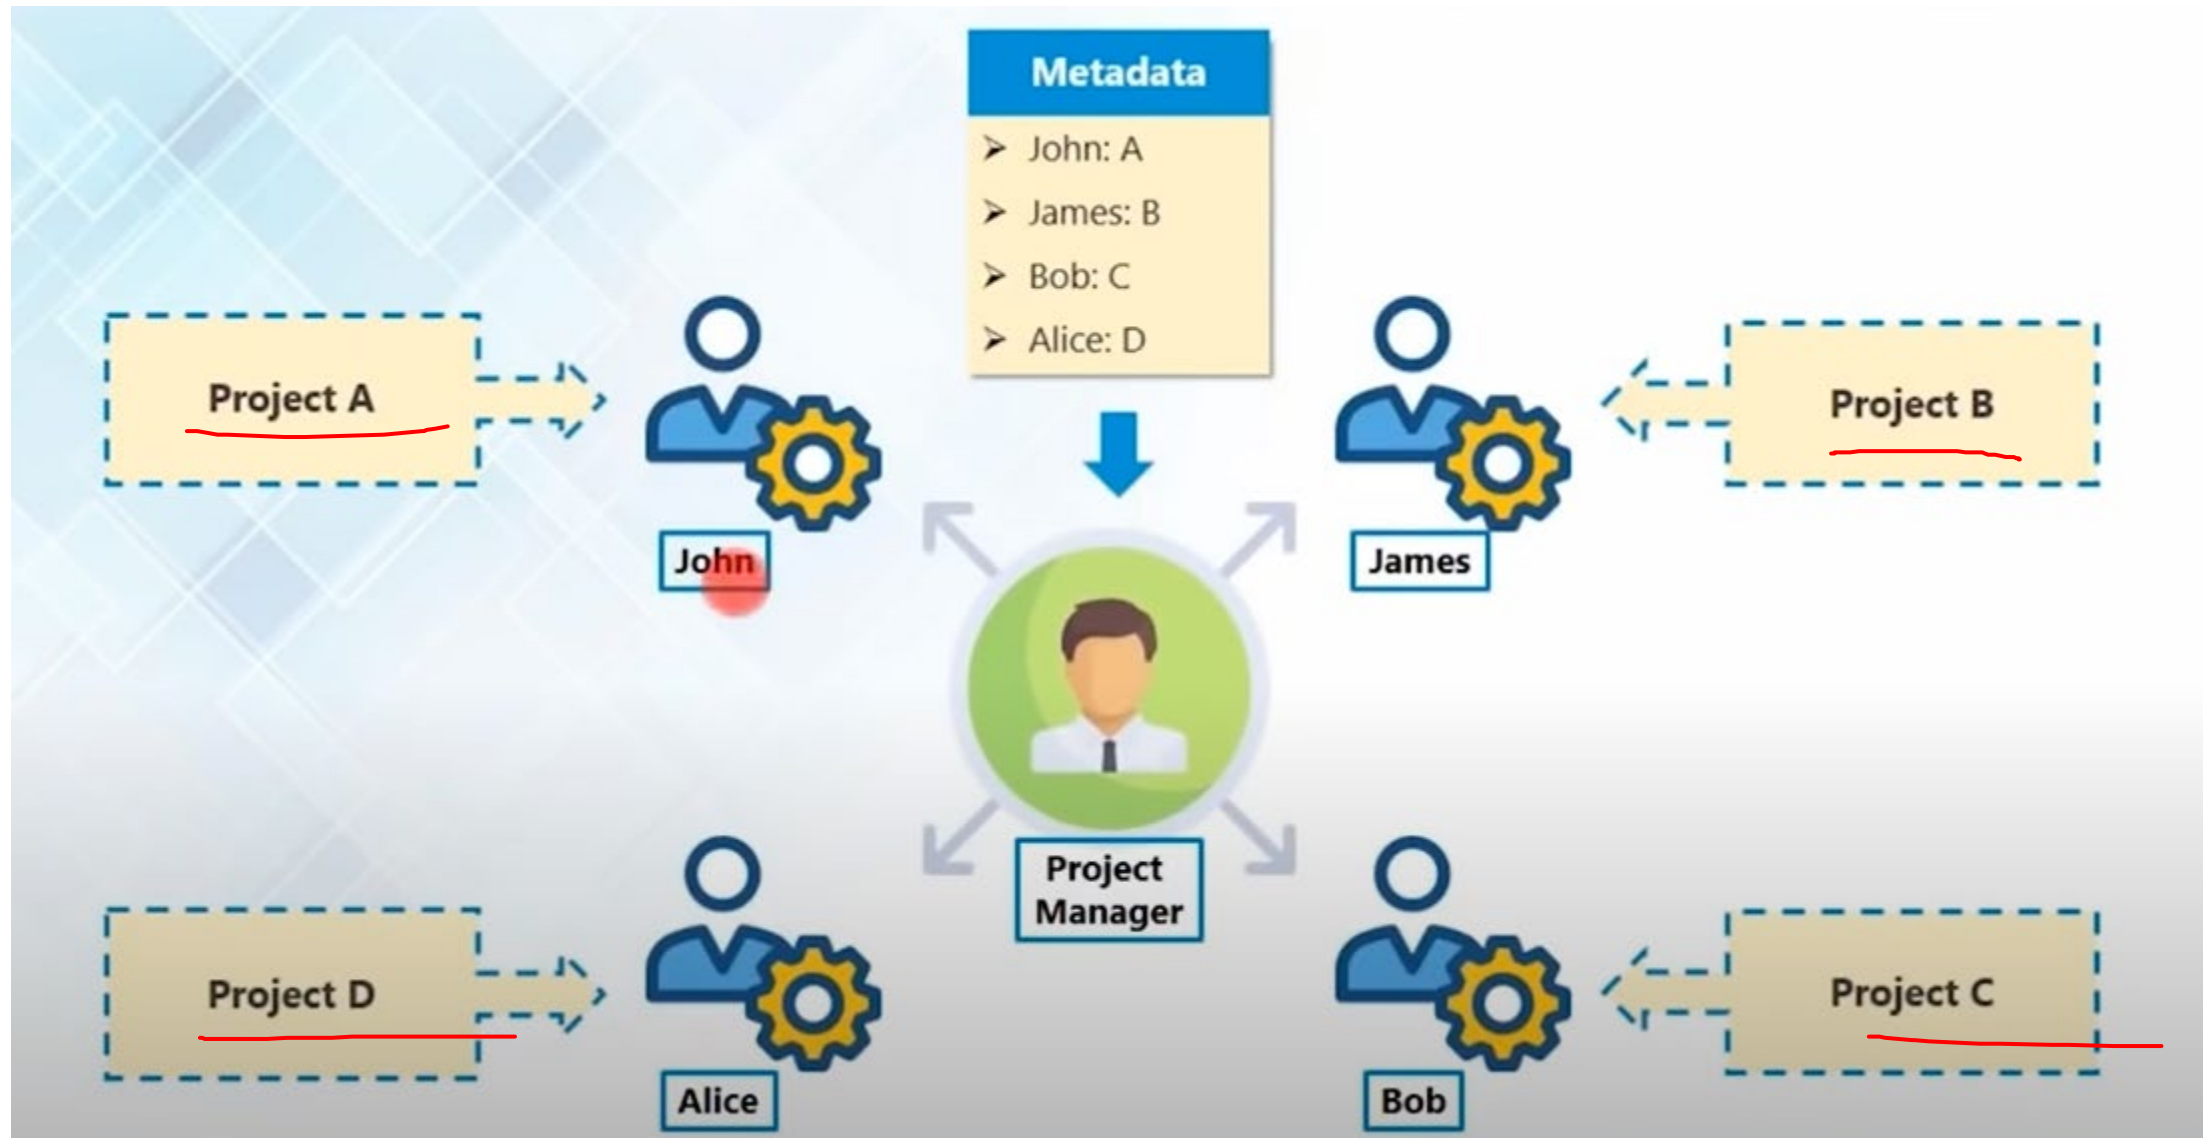 Metadata
➢ John: A
➢ James: B
➢ Bob: C
➢ Alice: D
Project A
Project B
John
James
Project
Manager
Project D
Project C
Alice
Bob